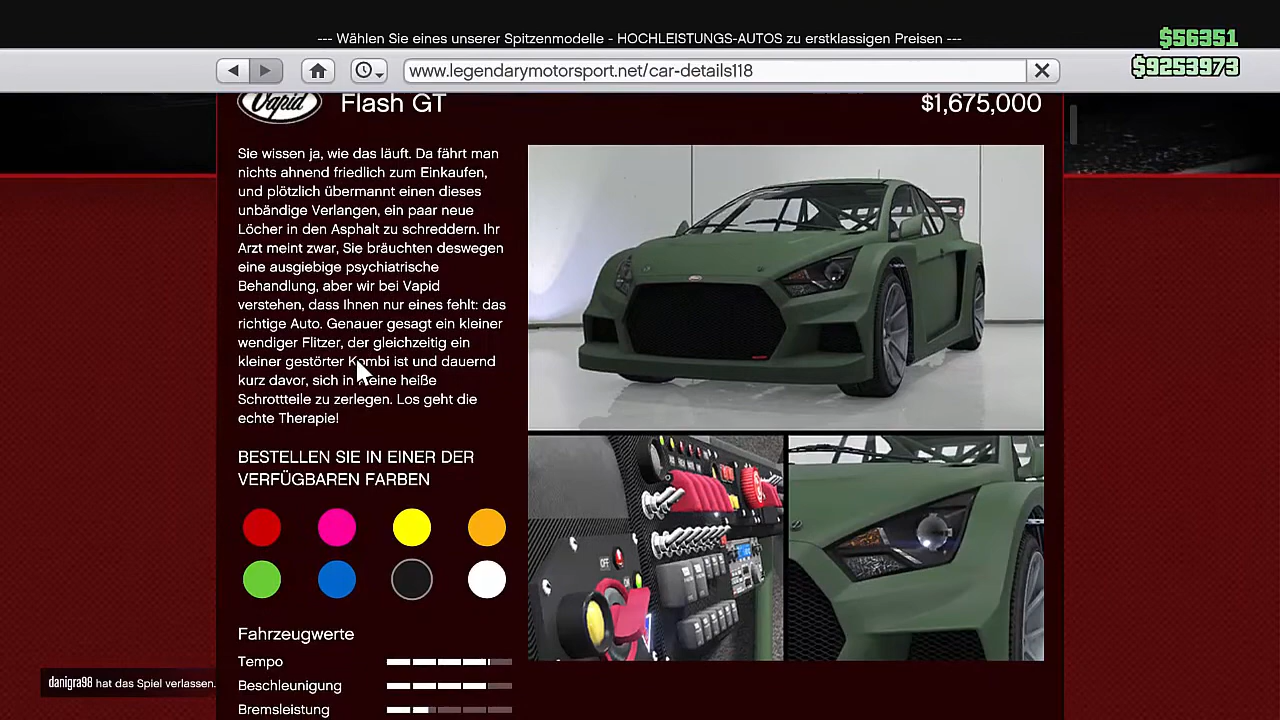 --- Wählen Sie eines unserer Spitzenmodelle - HOCHLEISTUNGS-AUTOS zu erstklassigen Preisen ---
$56351
$9253973
www.legendarymotorsport.net/car-details118
Vapid
Flash GT
$1,675,000
Sie wissen ja, wie das läuft. Da fährt man
nichts ahnend friedlich zum Einkaufen,
und plötzlich übermannt einen dieses
unbändige Verlangen, ein paar neue
Löcher in den Asphalt zu schreddern. Ihr
Arzt meint zwar, Sie bräuchten deswegen
eine ausgiebige psychiatrische
Behandlung, aber wir bei Vapid
verstehen, dass Ihnen nur eines fehlt: das
richtige Auto. Genauer gesagt ein kleiner
wendiger Flitzer, der gleichzeitig ein
kleiner gestörter Kombi ist und dauernd
kurz davor, sich in kleine heiße
Schrottteile zu zerlegen. Los geht die
echte Therapie!
BESTELLEN SIE IN EINER DER
VERFÜGBAREN FARBEN
OFF
ON
Fahrzeugwerte
Tempo
Beschleunigung
Bremsleistung
danigra98 hat das Spiel verlassen.